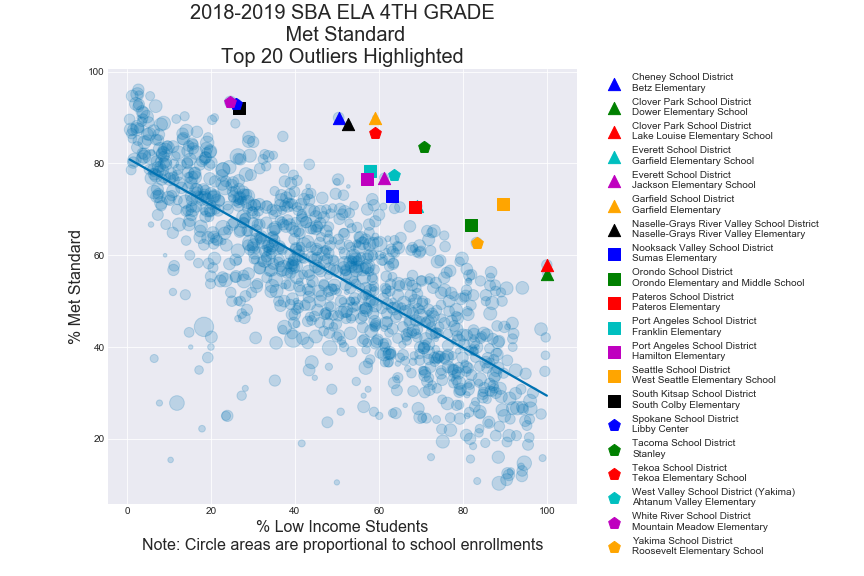 2018-2019 SBA ELA 4TH GRADE
Met Standard
Top 20 Outliers Highlighted
% Met Standard
100
80
60
40
20
0
20
40
60
80
100
% Low Income Students
Note: Circle areas are proportional to school enrollments
Cheney School District
Betz Elementary
Clover Park School District
Dower Elementary School
Clover Park School District
Lake Louise Elementary School
Everett School District
Garfield Elementary School
Everett School District
Jackson Elementary School
Garfield School District
Garfield Elementary
Naselle-Grays River Valley School District
Naselle-Grays River Valley Elementary
Nooksack Valley School District
Sumas Elementary
Orondo School District
Orondo Elementary and Middle School
Pateros School District
Pateros Elementary
Port Angeles School District
Franklin Elementary
Port Angeles School District
Hamilton Elementary
Seattle School District
West Seattle Elementary School
South Kitsap School District
South Colby Elementary
Spokane School District
Libby Center
Tacoma School District
Stanley
Tekoa School District
Tekoa Elementary School
West Valley School District (Yakima)
Ahtanum Valley Elementary
White River School District
Mountain Meadow Elementary
Yakima School District
Roosevelt Elementary School